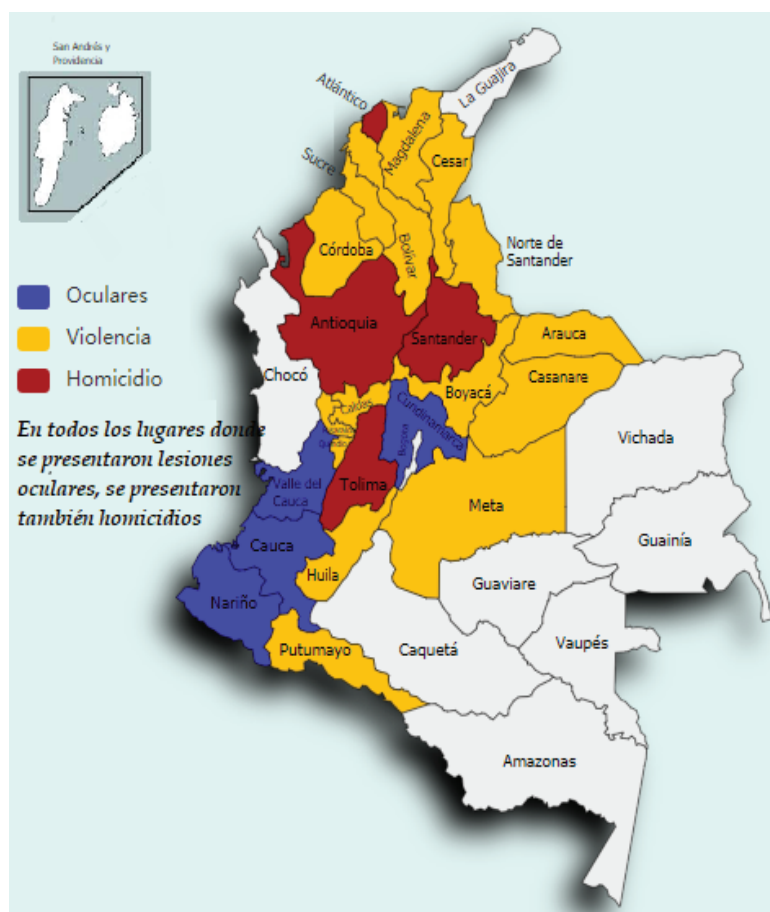 San Andrés y
Providencia
La Guajira
Atlántico
Magdalena
Cesar
Sucre
Norte de
Santander
Córdoba
Bolívar
Oculares
Violencia
Homicidio
Antioquia
Santander
Arauca
Chocó
Boyacá
Casanare
Caldas
Cundinamarca
Vichada
En todos los lugares donde
se presentaron lesiones
oculares, se presentaron
también homicidios
Valle del
Cauca
Tolima
Meta
Cauca
Guainía
Huila
Guaviare
Nariño
Putumayo
Caquetá
Vaupés
Amazonas